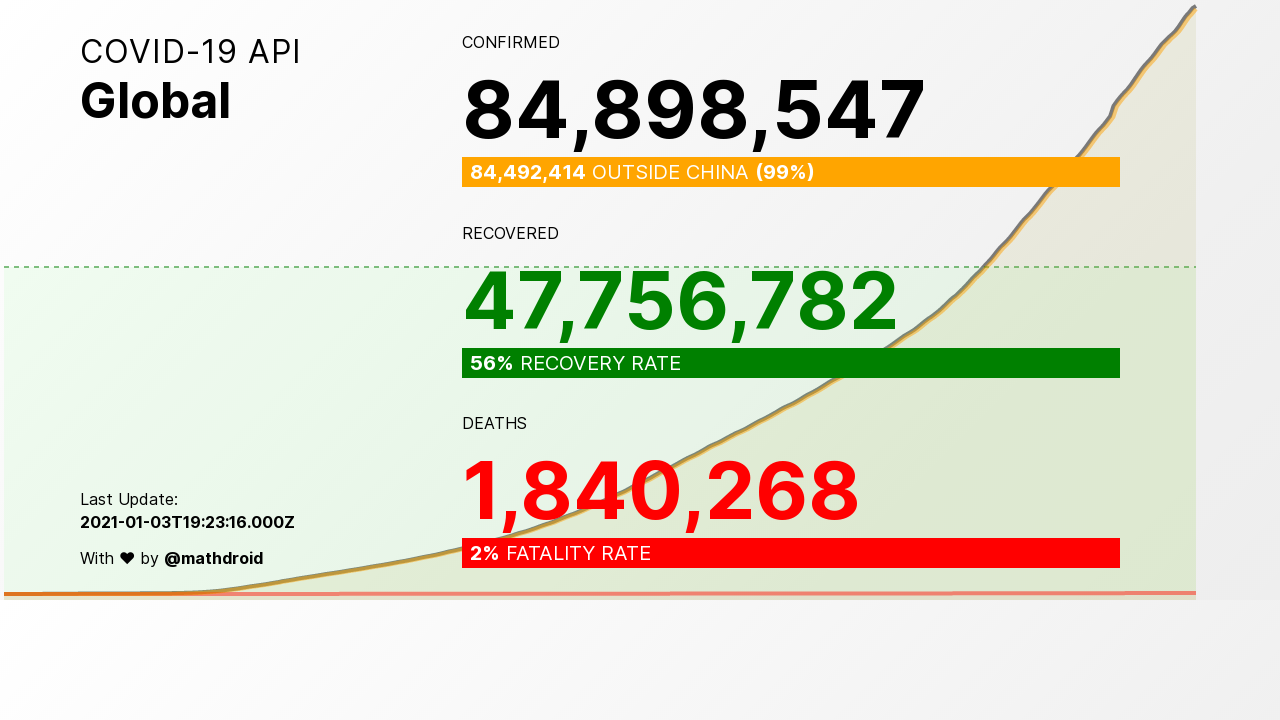 COVID-19 API
Global
CONFIRMED
84,898,547
84,492,414 OUTSIDE CHINA (99%)
RECOVERED
47,756,782
56% RECOVERY RATE
DEATHS
1,840,268
2% FATALITY RATE
Last Update:
2021-01-03T19:23:16.000Z
With ♥ by @mathdroid